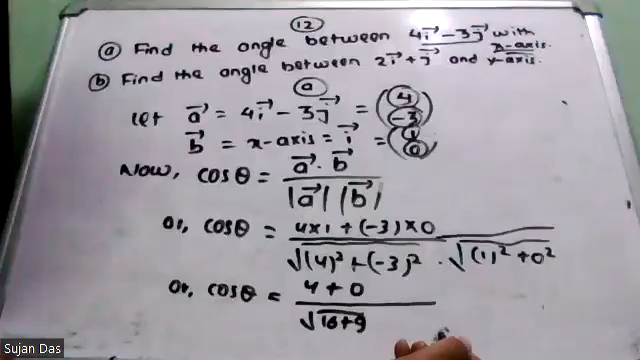 12
(a) Find the angle between 4i⃗ - 3j⃗ with x-axis.
(b) Find the angle between 2i⃗ + j⃗ and y-axis.
(a)
Let a⃗ = 4i⃗ - 3j⃗ = (4 -3)
b⃗ = x-axis = i⃗ = (1 0)
Now, cosθ = a⃗ . b⃗ / |a⃗| |b⃗|
Or, cosθ = 4×1 + (-3)×0 / √(4)² + (-3)² . √(1)² + 0²
Or, cosθ = 4 + 0 / √16+9
Sujan Das